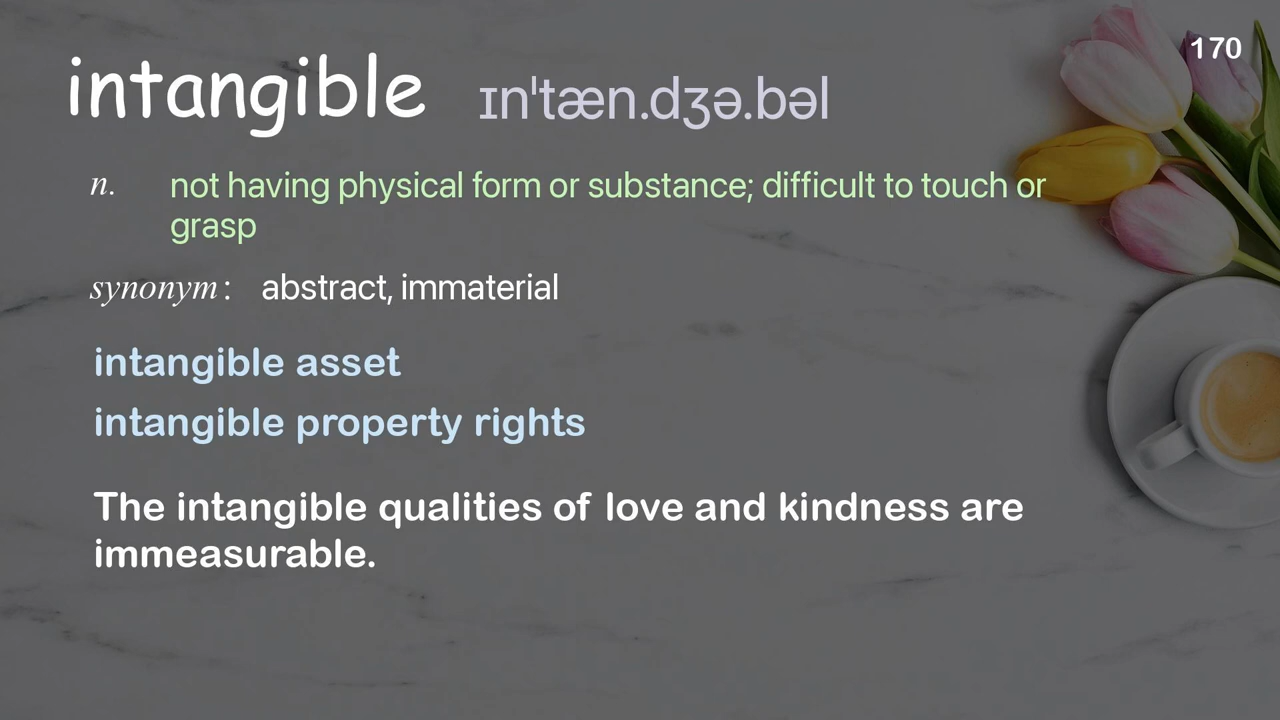 170
intangible ɪnˈtæn.dʒə.bəl
n. not having physical form or substance; difficult to touch or
grasp
synonym : abstract, immaterial
intangible asset
intangible property rights
The intangible qualities of love and kindness are
immeasurable.